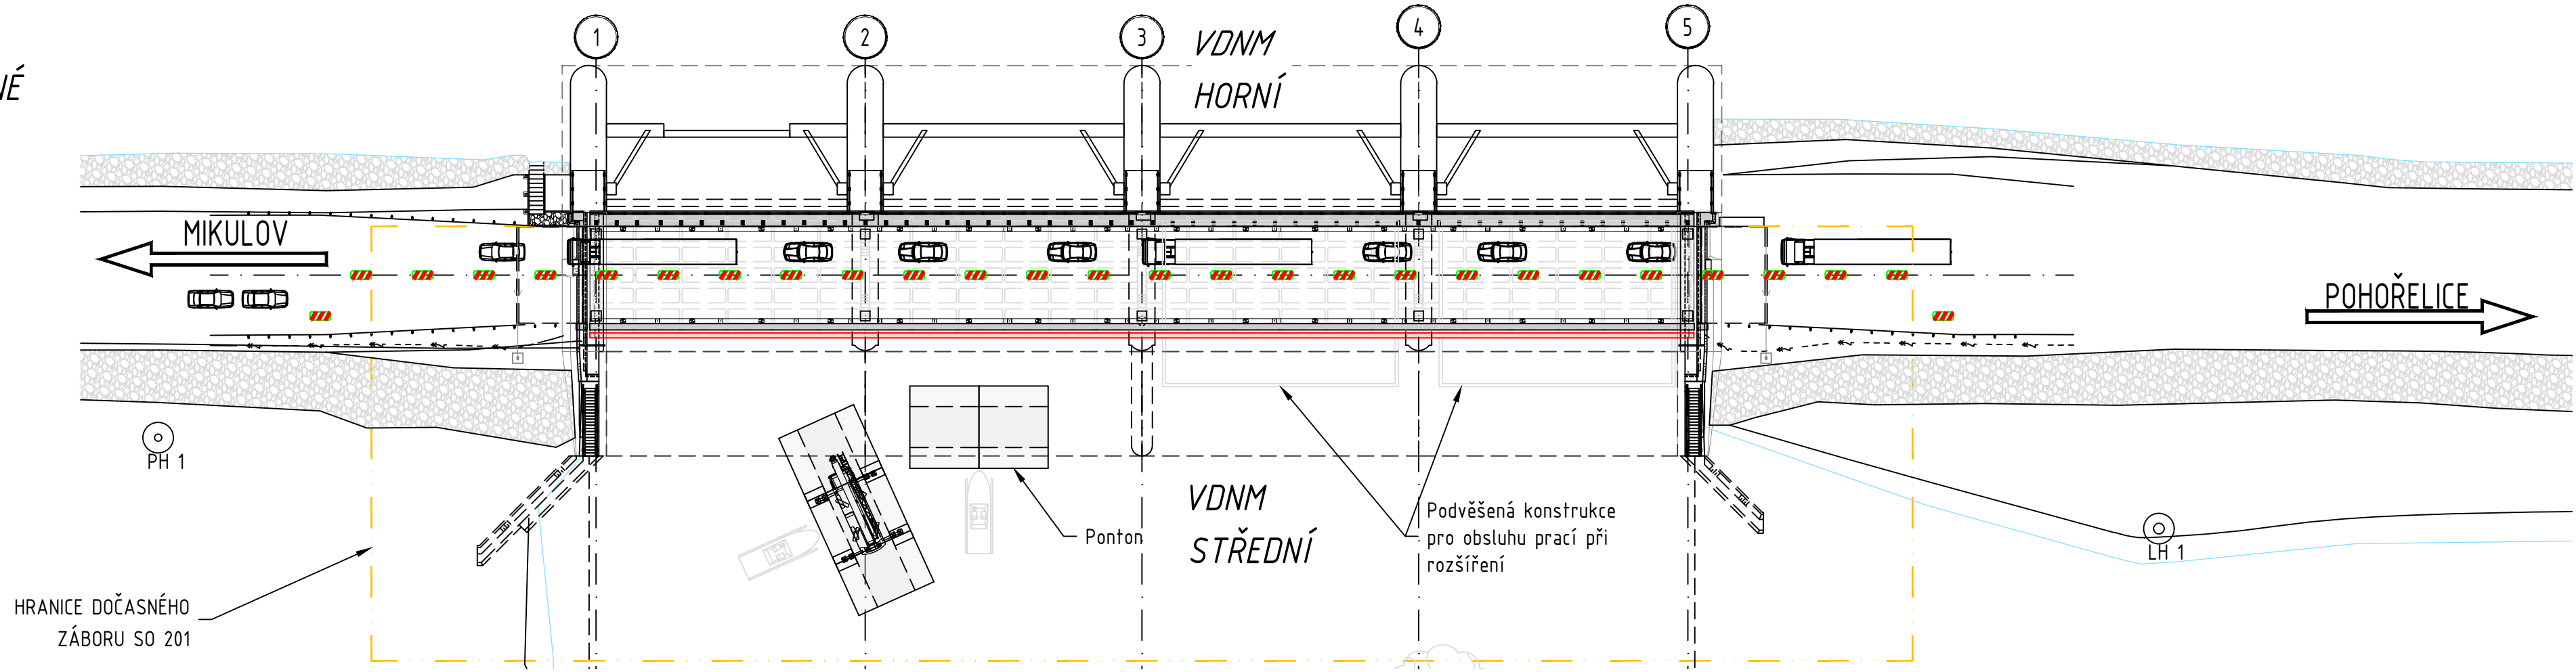 1
2
3
4
5
VDNM
HORNÍ
NÉ
MIKULOV
POHOŘELICE
PH 1
VDNM
STŘEDNÍ
Ponton
Podvěšená konstrukce
pro obsluhu prací při
rozšíření
LH 1
HRANICE DOČASNÉHO
ZÁBORU SO 201